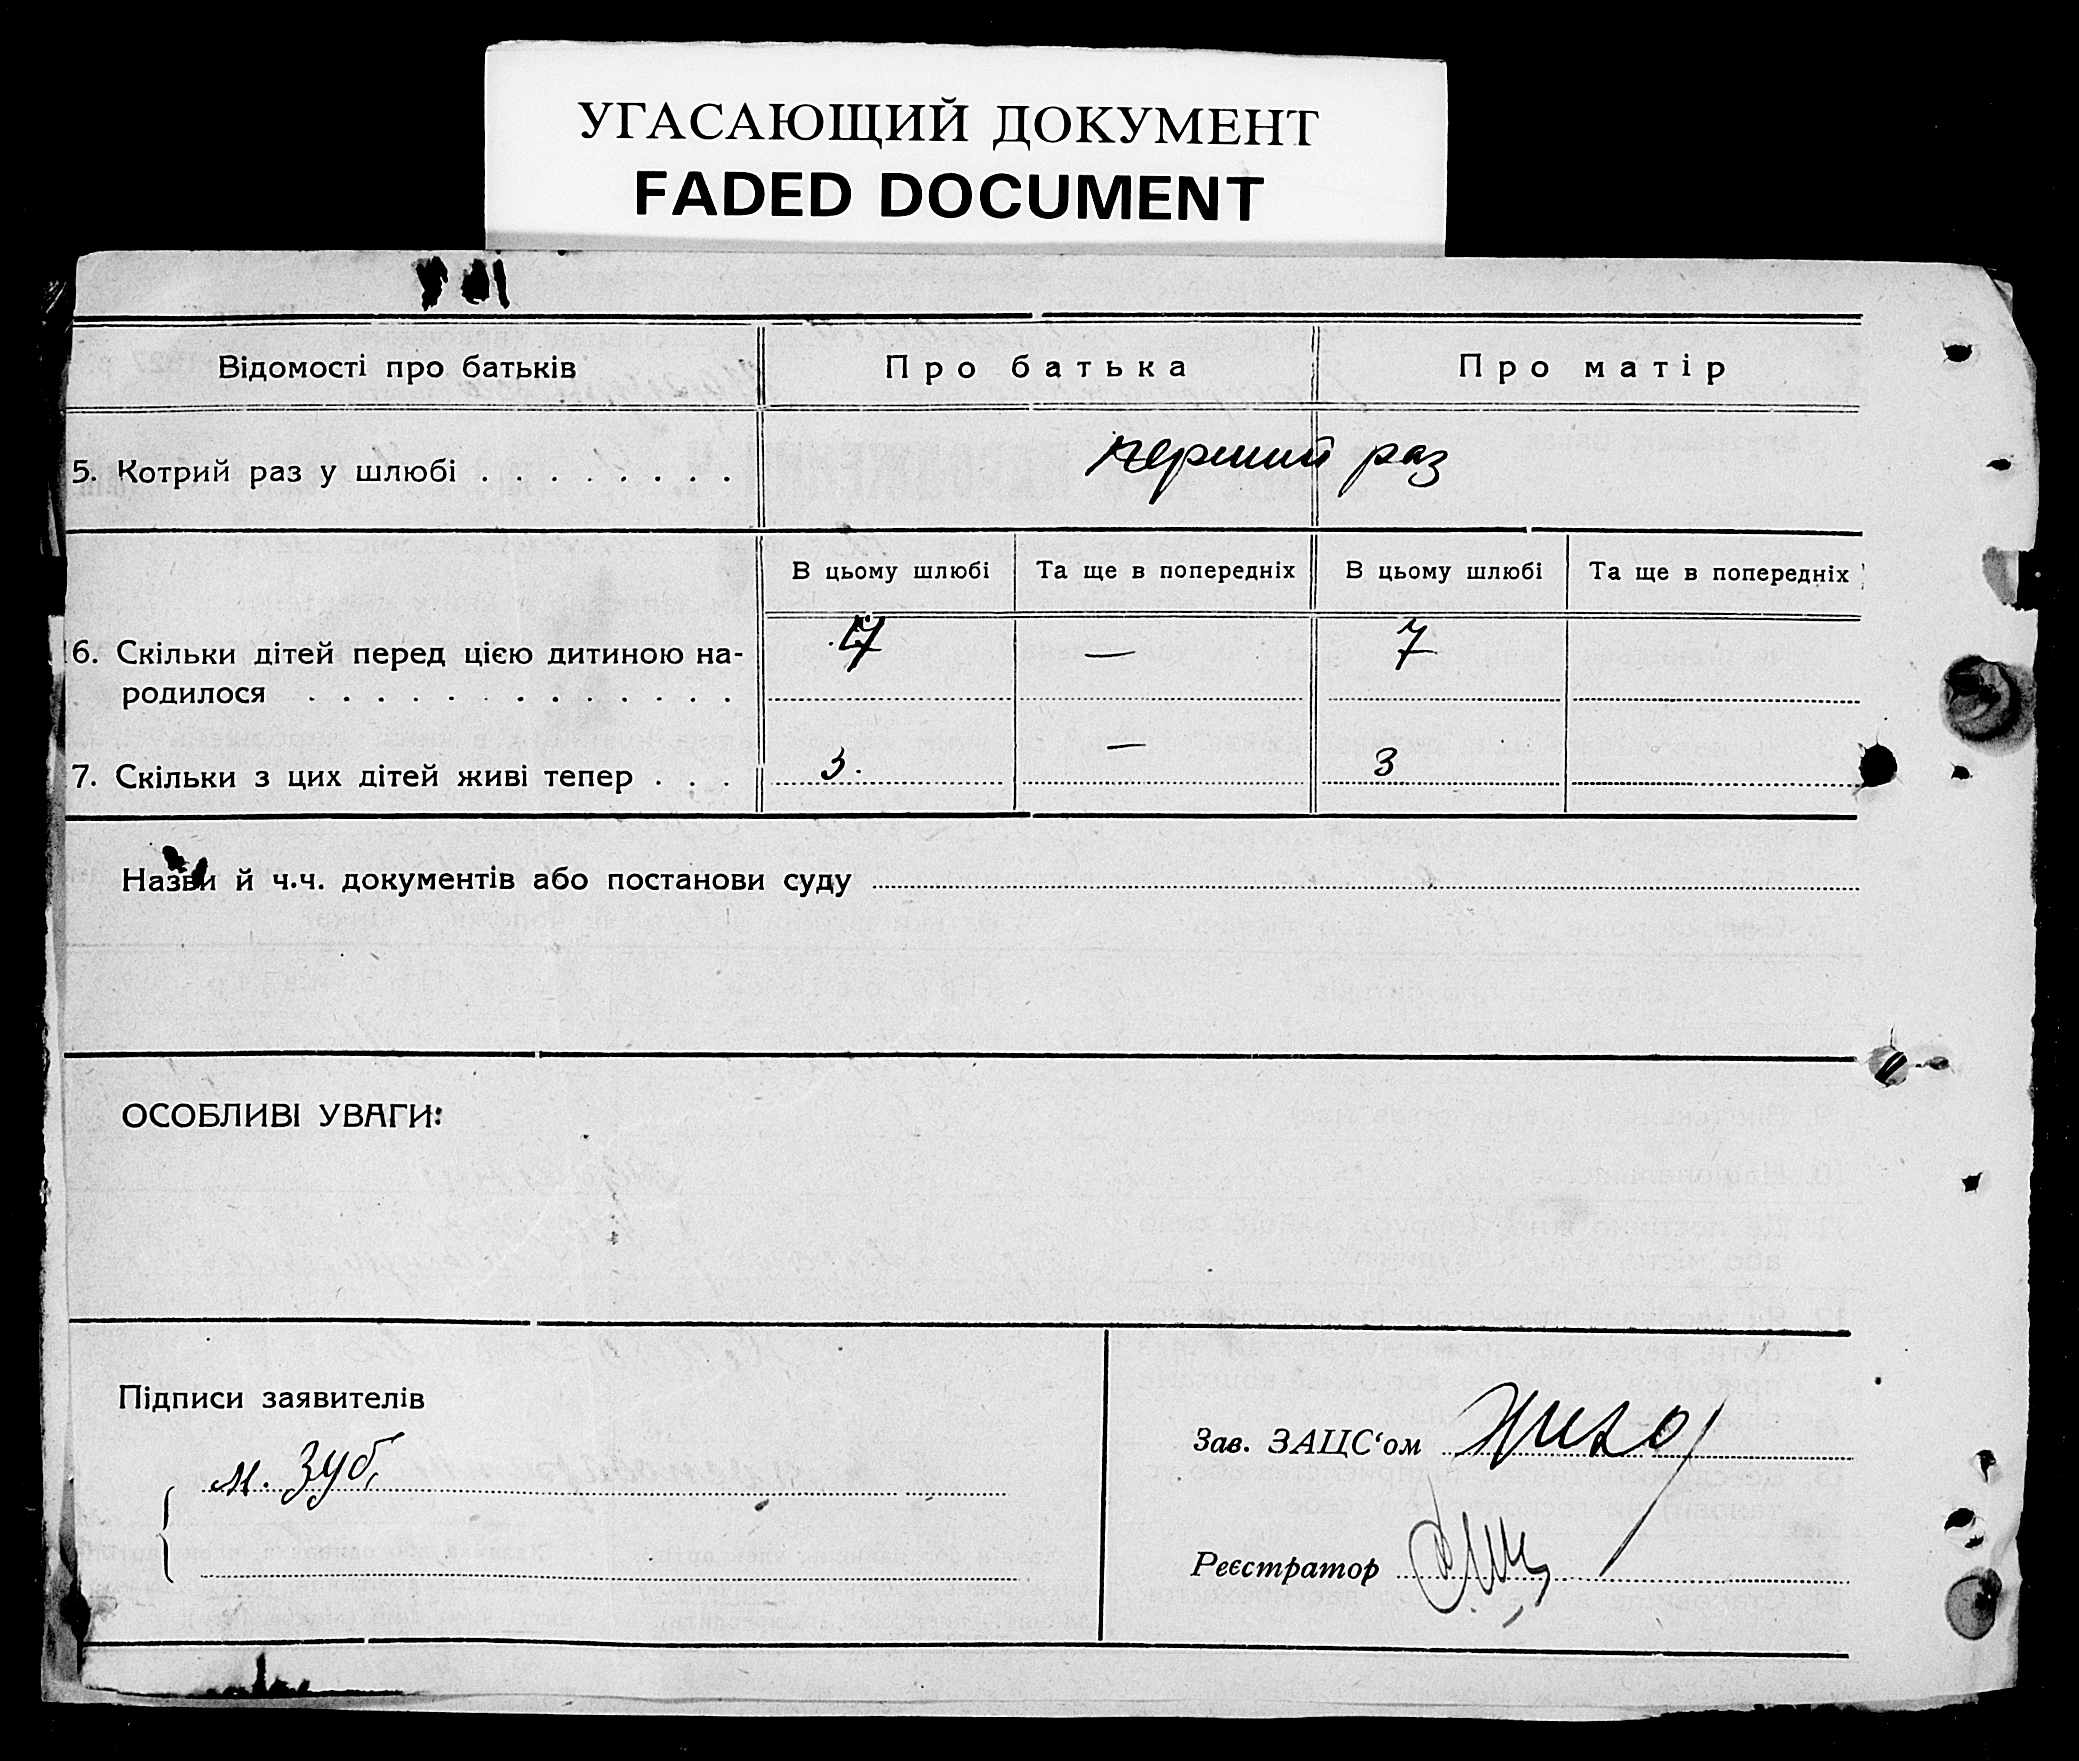 УГАСАЮЩИЙ ДОКУМЕНТ
FADED DOCUMENT
Відомості про батьків Про батька Про матір
5. Котрий раз у шлюбі . . . . . . . . перший раз
В цьому шлюбі Та ще в попередніх В цьому шлюбі Та ще в попередніх
16. Скільки дітей перед цією дитиною на-
родилося . . . . . . . . . . . . . 7 — 7
7. Скільки з цих дітей живі тепер . . . 3. — 3
Назви й ч.ч. документів або постанови суду
ОСОБЛИВІ УВАГИ:
Підписи заявителів
м. Зуб,
Зав. ЗАЦС‘ом
Реєстратор